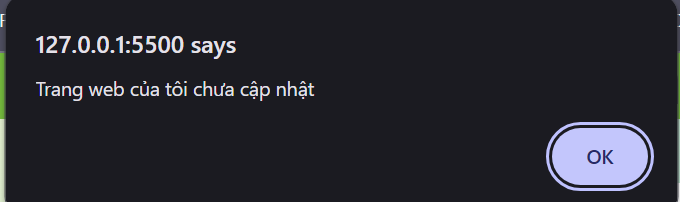 127.0.0.1:5500 says
Trang web của tôi chưa cập nhật
OK